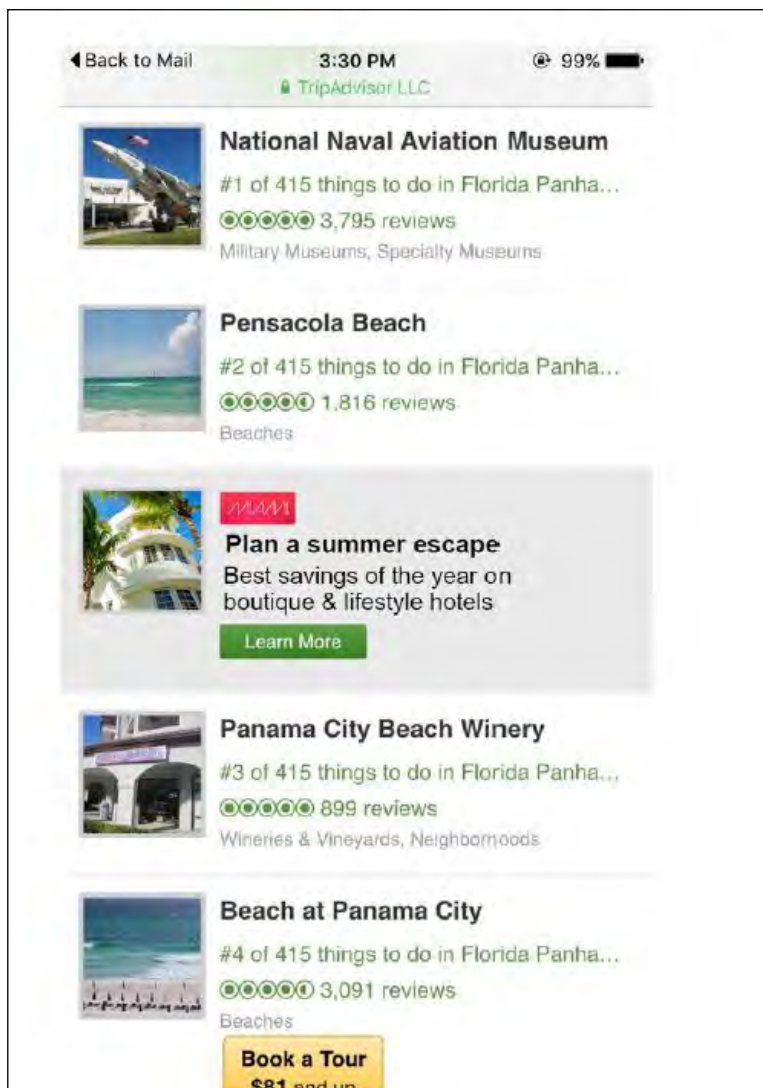 Back to Mail 3:30 PM 99%
TripAdvisor LLC
National Naval Aviation Museum
#1 of 415 things to do in Florida Panha...
3,795 reviews
Military Museums, Specialty Museums
Pensacola Beach
#2 of 415 things to do in Florida Panha...
1,816 reviews
Beaches
MIAMI
Plan a summer escape
Best savings of the year on
boutique & lifestyle hotels
Learn More
Panama City Beach Winery
#3 of 415 things to do in Florida Panha...
899 reviews
Wineries & Vineyards, Neighborhoods
Beach at Panama City
#4 of 415 things to do in Florida Panha...
3,091 reviews
Beaches
Book a Tour
$81 and up